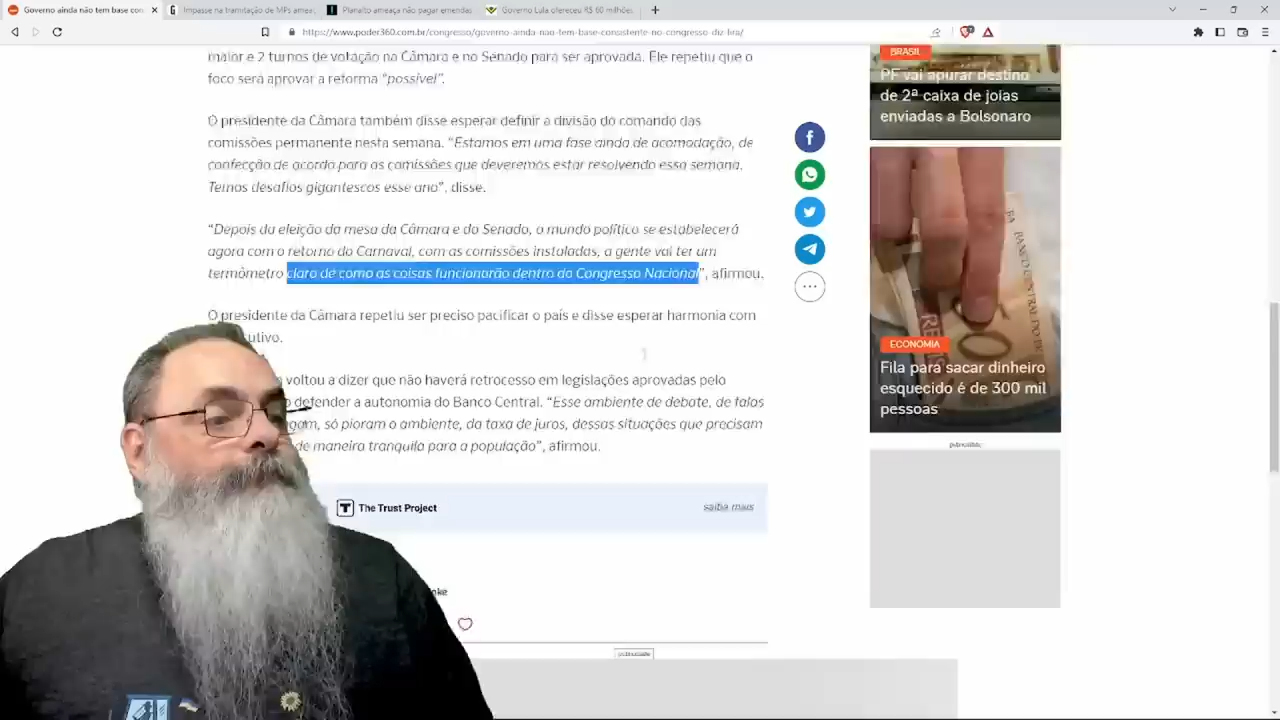 Governo ainda não tem base con
Impasse na tramitação de MPs amea
Planalto ameaça não pagar emendas
Governo Lula ofereceu R$ 60 milhões
https://www.poder360.com.br/congresso/governo-ainda-nao-tem-base-consistente-no-congresso-diz-lira/
maior e 2 turnos de votação na Câmara e no Senado para ser aprovada. Ele repetiu que o
texto será aprovar a reforma “possível”.
O presidente da Câmara também disse esperar definir a divisão do comando das
comissões permanente nesta semana. “Estamos em uma fase ainda de acomodação, de
confecção de acordo para as comissões que deveremos estar resolvendo essa semana.
Temos desafios gigantescos esse ano”, disse.
“Depois da eleição da mesa da Câmara e do Senado, o mundo político se estabelecerá
agora com o retorno do Carnaval, com as comissões instaladas, a gente vai ter um
termômetro claro de como as coisas funcionarão dentro do Congresso Nacional”, afirmou.
O presidente da Câmara repetiu ser preciso pacificar o país e disse esperar harmonia com
utivo.
voltou a dizer que não haverá retrocesso em legislações aprovadas pelo
a autonomia do Banco Central. “Esse ambiente de debate, de falas
só pioram o ambiente, da taxa de juros, dessas situações que precisam
de maneira tranquila para a população”, afirmou.
The Trust Project
saiba mais
publicidade
BRASIL
PF vai apurar destino
de 2ª caixa de joias
enviadas a Bolsonaro
ECONOMIA
Fila para sacar dinheiro
esquecido é de 300 mil
pessoas
publicidade